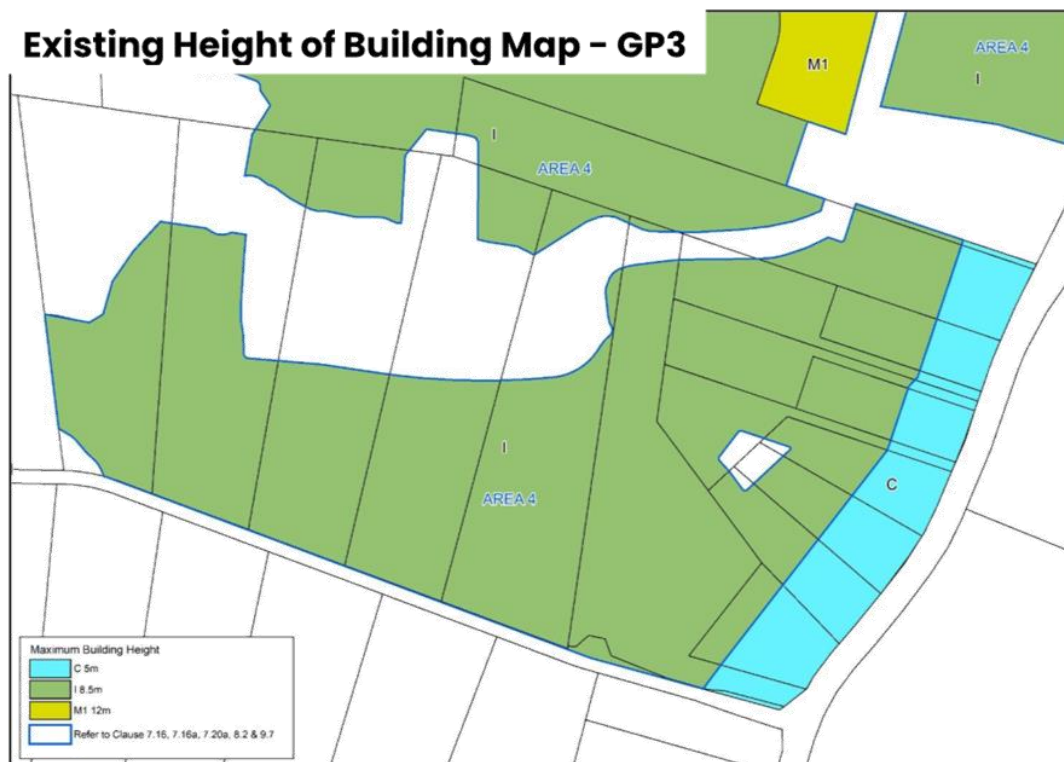 Existing Height of Building Map - GP3
M1
AREA 4
I
I
AREA 4
I
AREA 4
C
Maximum Building Height
C 5m
I 8.5m
M1 12m
Refer to Clause 7.16, 7.16a, 7.20a, 8.2 & 9.7